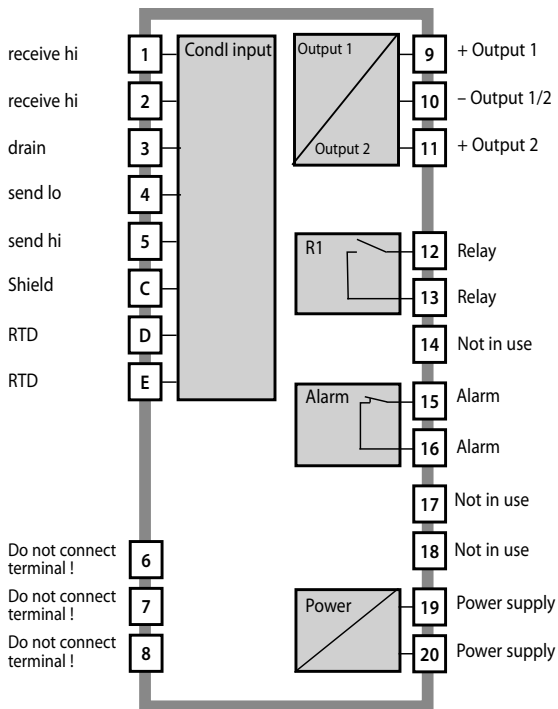 receive hi
1
Condl input
receive hi
2
drain
3
send lo
4
send hi
5
Shield
C
RTD
D
RTD
E
Do not connect
terminal !
6
Do not connect
terminal !
7
Do not connect
terminal !
8
Output 1
Output 2
9
+ Output 1
10
– Output 1/2
11
+ Output 2
R1
12
Relay
13
Relay
14
Not in use
Alarm
15
Alarm
16
Alarm
17
Not in use
18
Not in use
Power
19
Power supply
20
Power supply